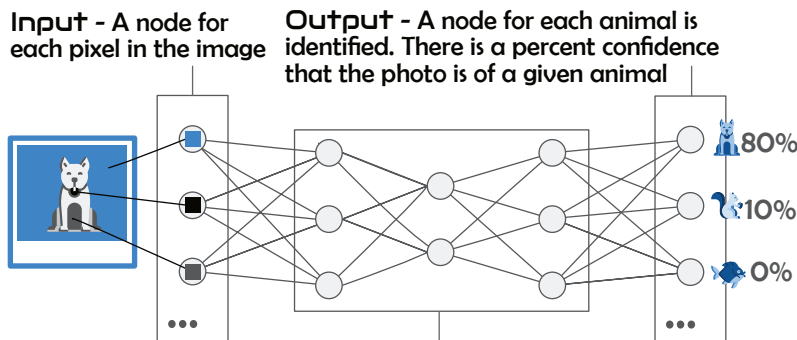 Input - A node for
each pixel in the image
Output - A node for each animal is
identified. There is a percent confidence
that the photo is of a given animal
80%
10%
0%